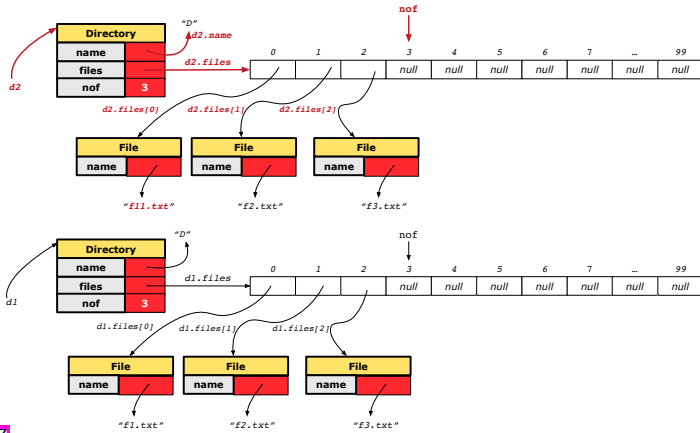 nof
"D"
Directory
d2.name
name
0 1 2 3 4 5 6 7 … 99
d2.files
files
null null null null null null null
d2
nof 3
d2.files[0] d2.files[1] d2.files[2]
File File File
name name name
"f11.txt" "f2.txt" "f3.txt"
"D" nof
Directory
0 1 2 3 4 5 6 7 … 99
name
d1.files
files
null null null null null null null
d1
nof 3
d1.files[0] d1.files[1] d1.files[2]
File File File
name name name
"f1.txt" "f2.txt" "f3.txt"